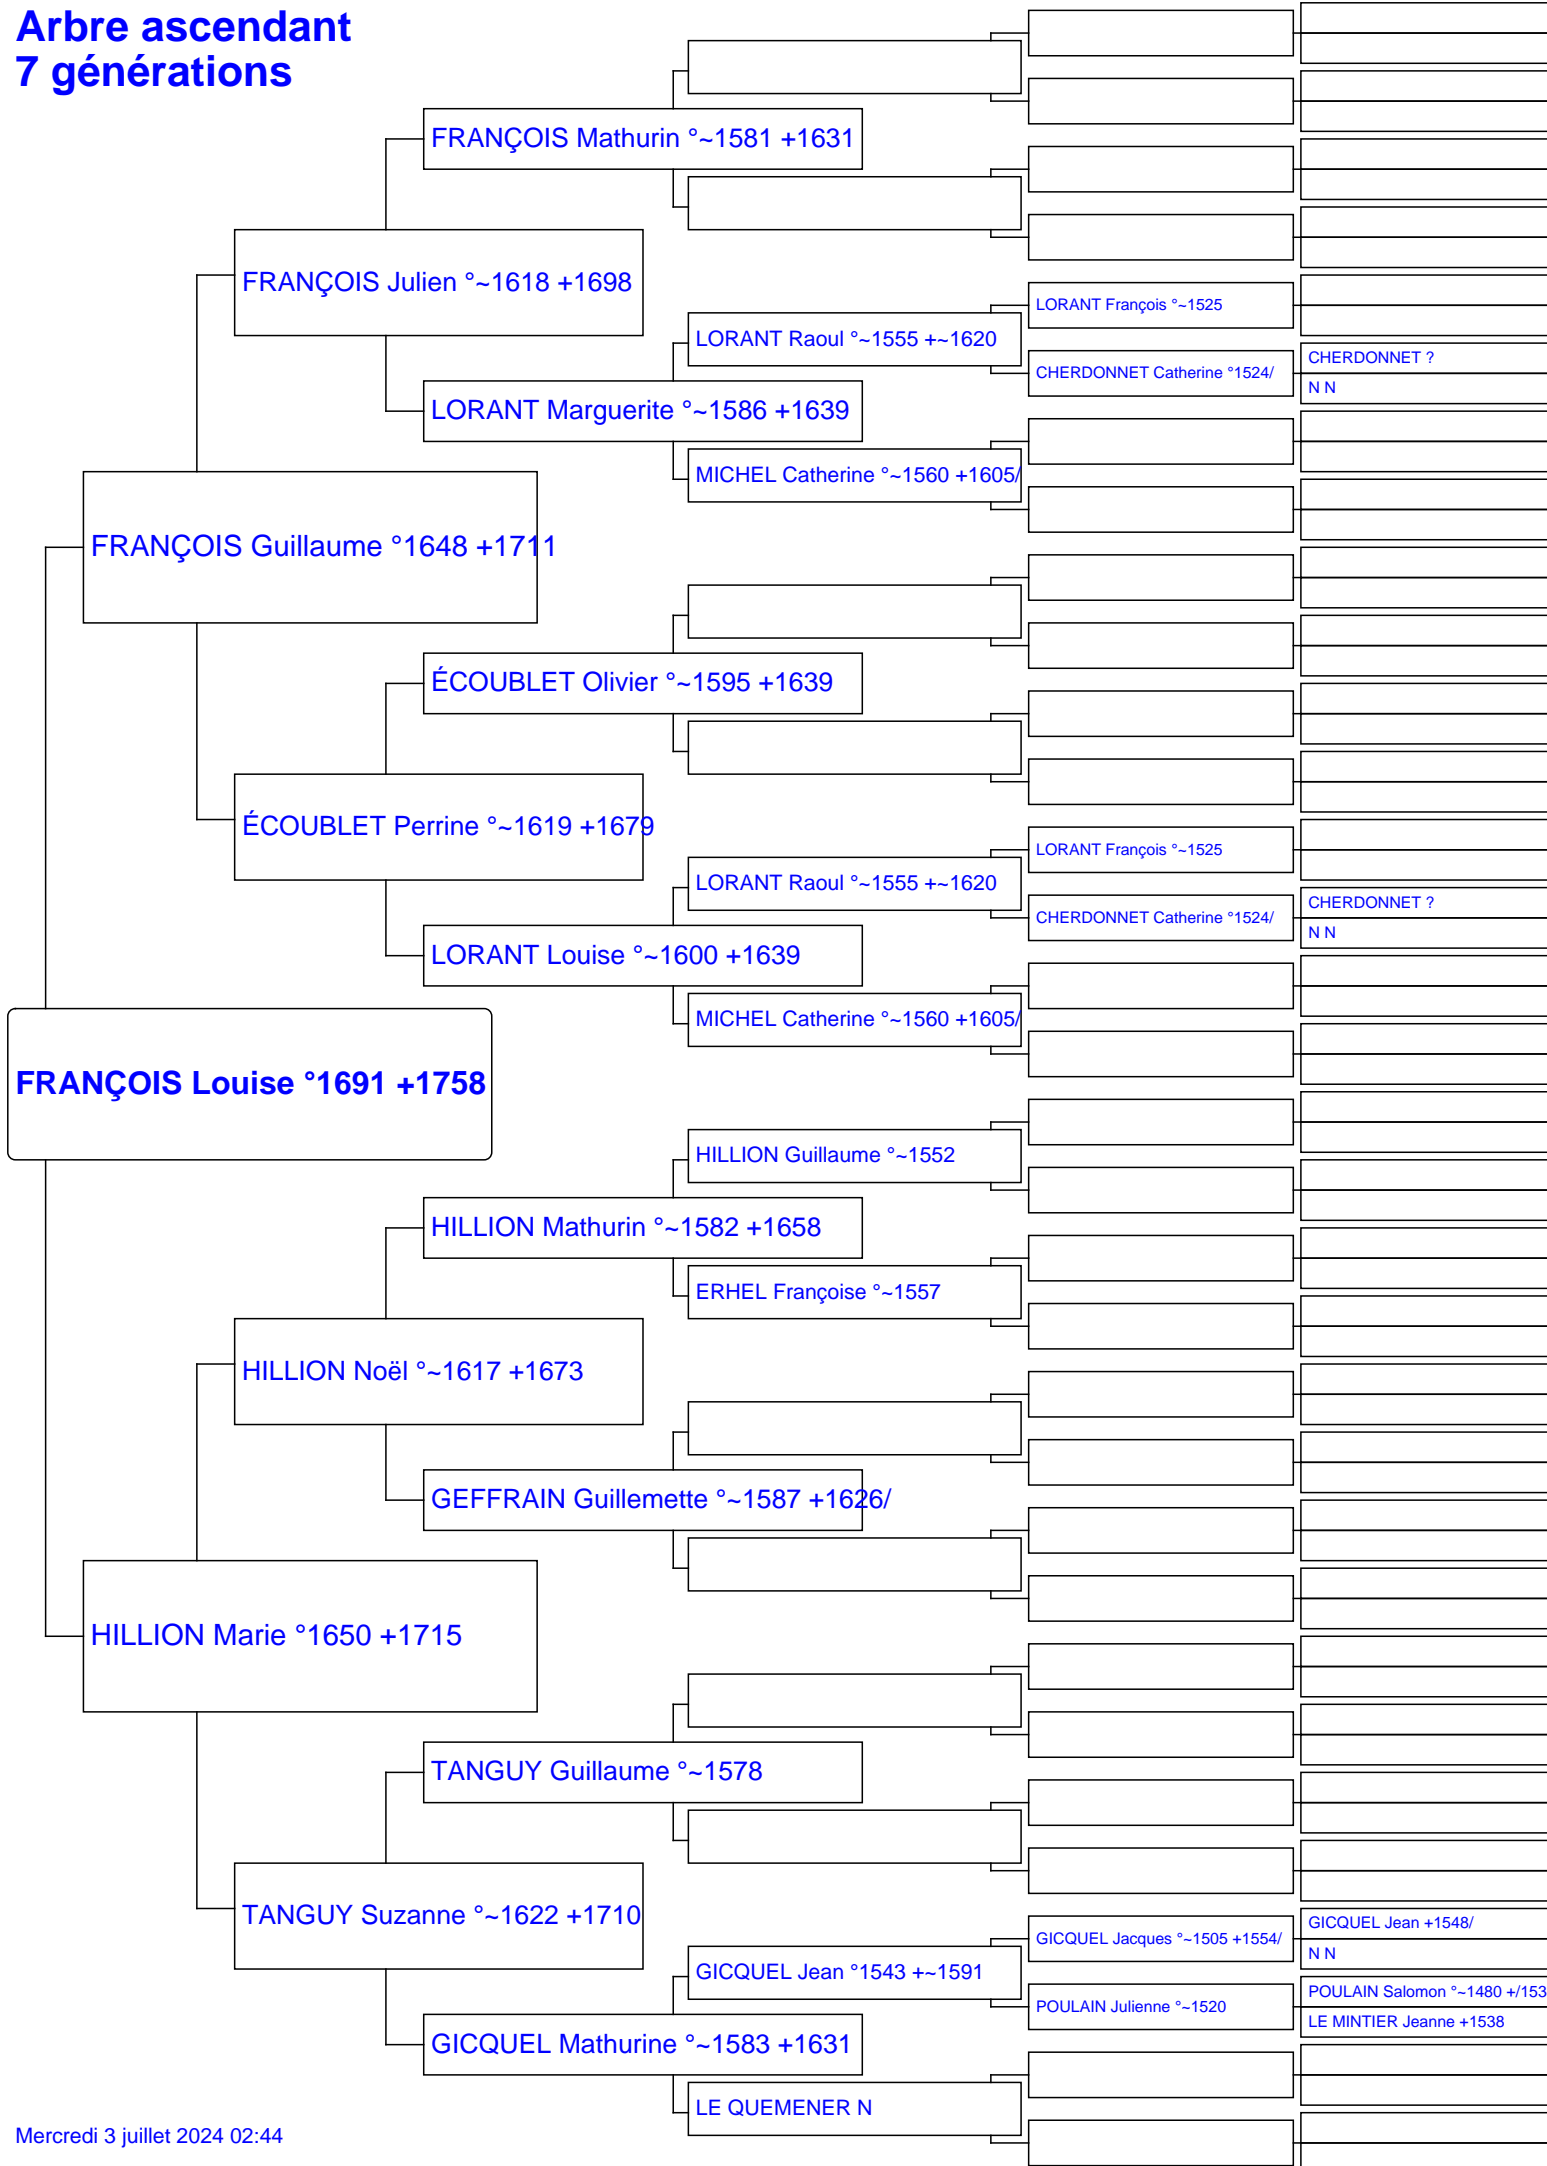 Arbre ascendant
7 générations
FRANÇOIS Mathurin °~1581 +1631
FRANÇOIS Julien °~1618 +1698
LORANT François °~1525
LORANT Raoul °~1555 +~1620
CHERDONNET ?
CHERDONNET Catherine °1524/
N N
LORANT Marguerite °~1586 +1639
MICHEL Catherine °~1560 +1605/
FRANÇOIS Guillaume °1648 +1711
ÉCOUBLET Olivier °~1595 +1639
ÉCOUBLET Perrine °~1619 +1679
LORANT François °~1525
LORANT Raoul °~1555 +~1620
CHERDONNET ?
CHERDONNET Catherine °1524/
N N
LORANT Louise °~1600 +1639
MICHEL Catherine °~1560 +1605/
FRANÇOIS Louise °1691 +1758
HILLION Guillaume °~1552
HILLION Mathurin °~1582 +1658
ERHEL Françoise °~1557
HILLION Noël °~1617 +1673
GEFFRAIN Guillemette °~1587 +1626/
HILLION Marie °1650 +1715
TANGUY Guillaume °~1578
TANGUY Suzanne °~1622 +1710
GICQUEL Jean +1548/
GICQUEL Jacques °~1505 +1554/
N N
GICQUEL Jean °1543 +~1591
POULAIN Salomon °~1480 +/153
POULAIN Julienne °~1520
LE MINTIER Jeanne +1538
GICQUEL Mathurine °~1583 +1631
LE QUEMENER N
Mercredi 3 juillet 2024 02:44